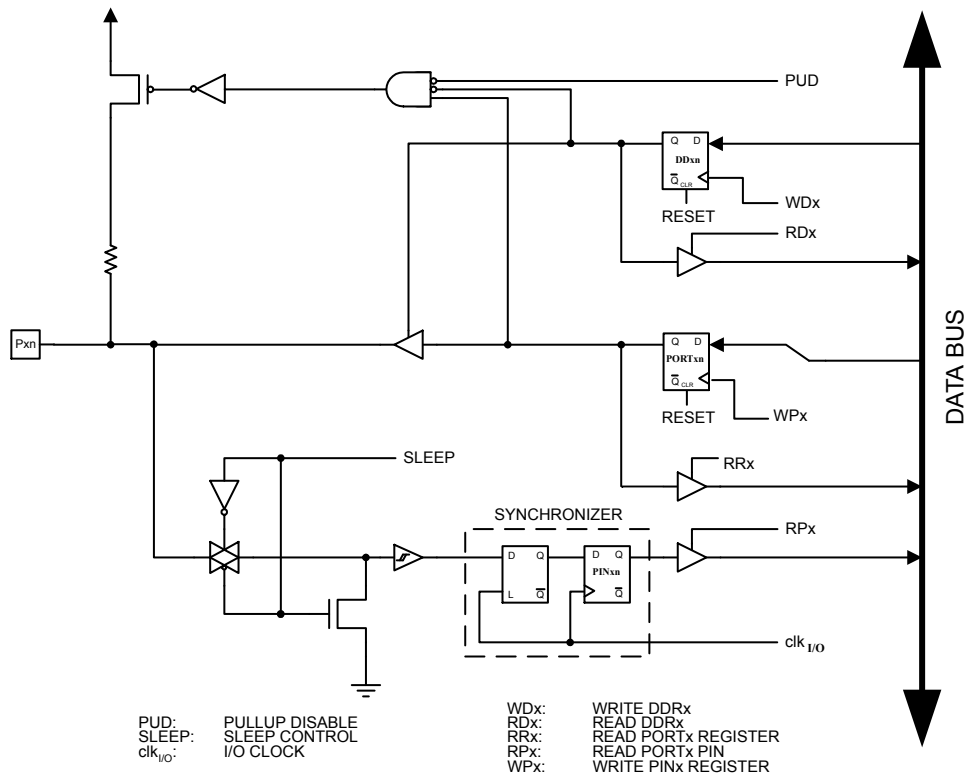 PUD
Q D
DDxn
Q CLR
WDx
RESET
RDx
Pxn
Q D
PORTxn
Q CLR
RESET
WPx
DATA BUS
SLEEP
RRx
SYNCHRONIZER
RPx
D Q
L Q
D Q
PINxn
Q
clk I/O
PUD: PULLUP DISABLE
SLEEP: SLEEP CONTROL
clkI/O: I/O CLOCK
WDx: WRITE DDRx
RDx: READ DDRx
RRx: READ PORTx REGISTER
RPx: READ PORTx PIN
WPx: WRITE PINx REGISTER